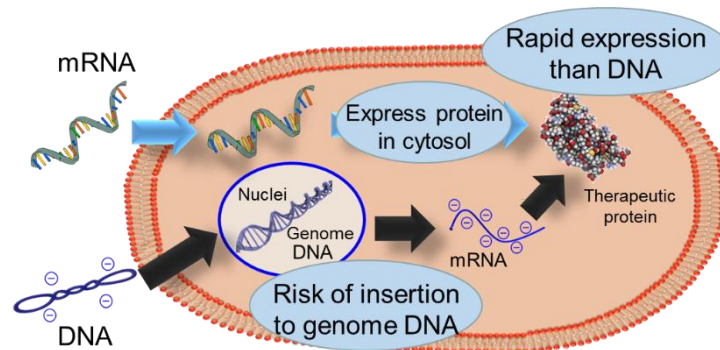 mRNA
Rapid expression
than DNA
Express protein
in cytosol
Nuclei
Genome
DNA
Therapeutic
protein
mRNA
DNA
Risk of insertion
to genome DNA